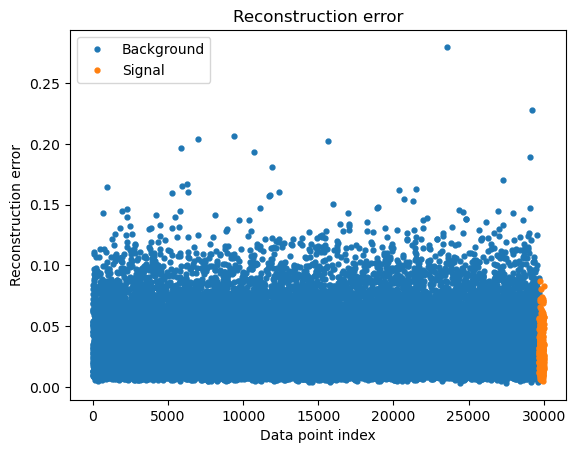 Reconstruction error
Background
Signal
Reconstruction error
0.25
0.20
0.15
0.10
0.05
0.00
0 5000 10000 15000 20000 25000 30000
Data point index